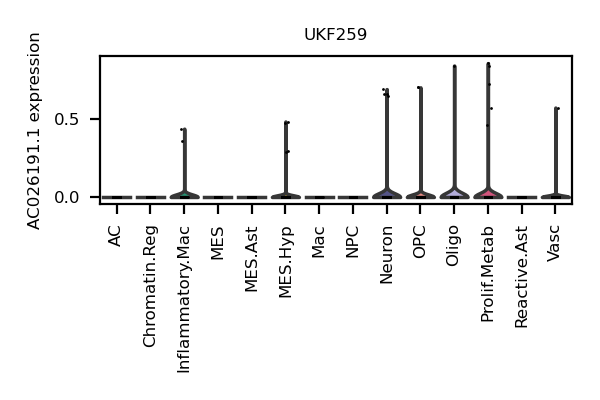 UKF259
AC026191.1 expression
0.5
0.0
AC
Chromatin.Reg
Inflammatory.Mac
MES
MES.Ast
MES.Hyp
Mac
NPC
Neuron
OPC
Oligo
Prolif.Metab
Reactive.Ast
Vasc